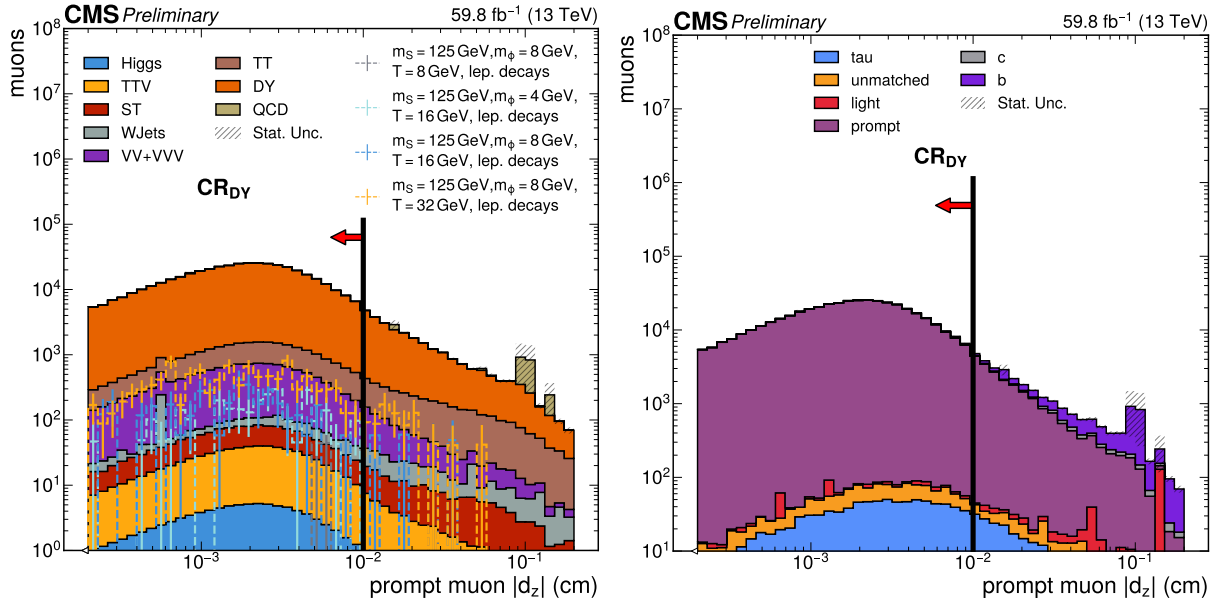 CMS Preliminary 59.8 fb⁻¹ (13 TeV)
muons
10⁸
10⁷
10⁶
10⁵
10⁴
10³
10²
10¹
10⁰
Higgs
TTV
ST
WJets
VV+VVV
TT
DY
QCD
Stat. Unc.
m_S = 125 GeV, m_ϕ = 8 GeV,
T = 8 GeV, lep. decays
m_S = 125 GeV, m_ϕ = 4 GeV,
T = 16 GeV, lep. decays
m_S = 125 GeV, m_ϕ = 8 GeV,
T = 16 GeV, lep. decays
m_S = 125 GeV, m_ϕ = 8 GeV,
T = 32 GeV, lep. decays
CR_DY
10⁻³ 10⁻² 10⁻¹
prompt muon |d_z| (cm)
CMS Preliminary 59.8 fb⁻¹ (13 TeV)
muons
10⁸
10⁷
10⁶
10⁵
10⁴
10³
10²
10¹
tau
unmatched
light
prompt
c
b
Stat. Unc.
CR_DY
10⁻³ 10⁻² 10⁻¹
prompt muon |d_z| (cm)